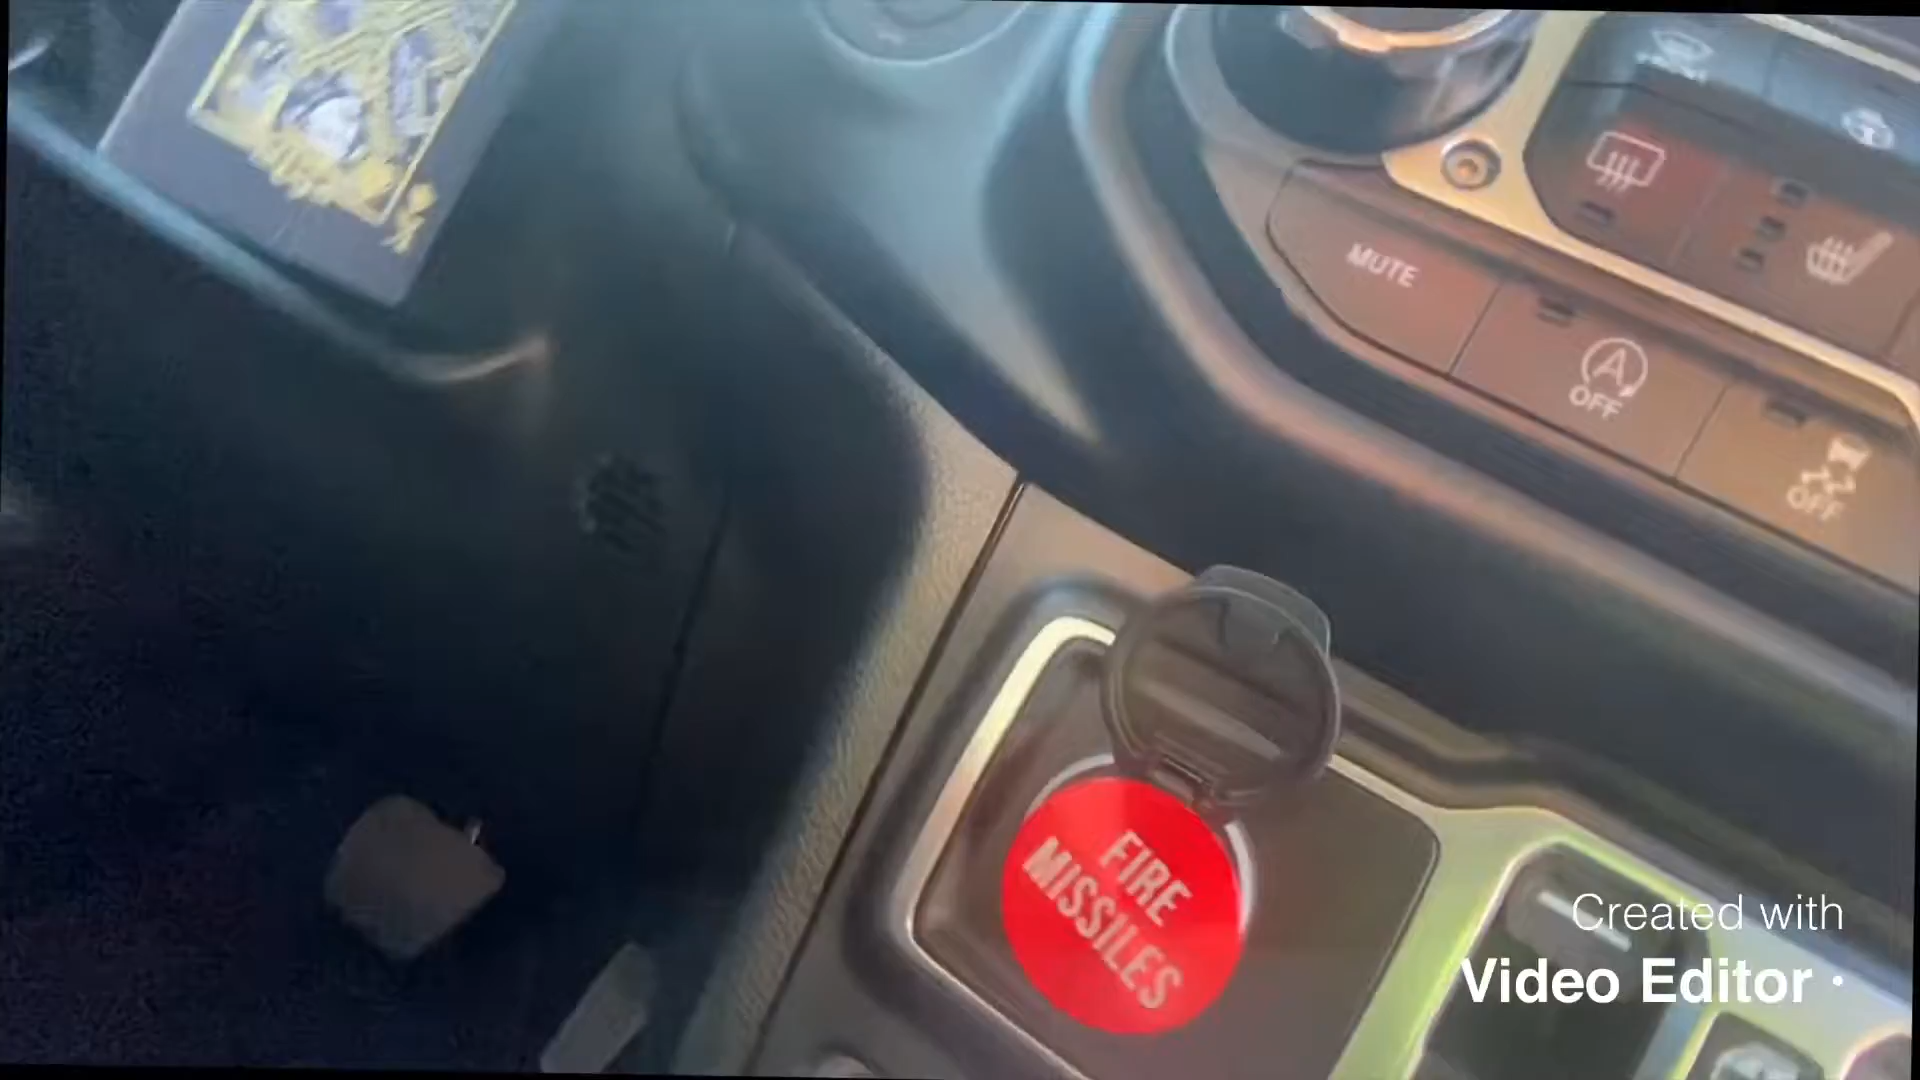 MUTE
OFF
OFF
FIRE
MISSILES
Created with
Video Editor